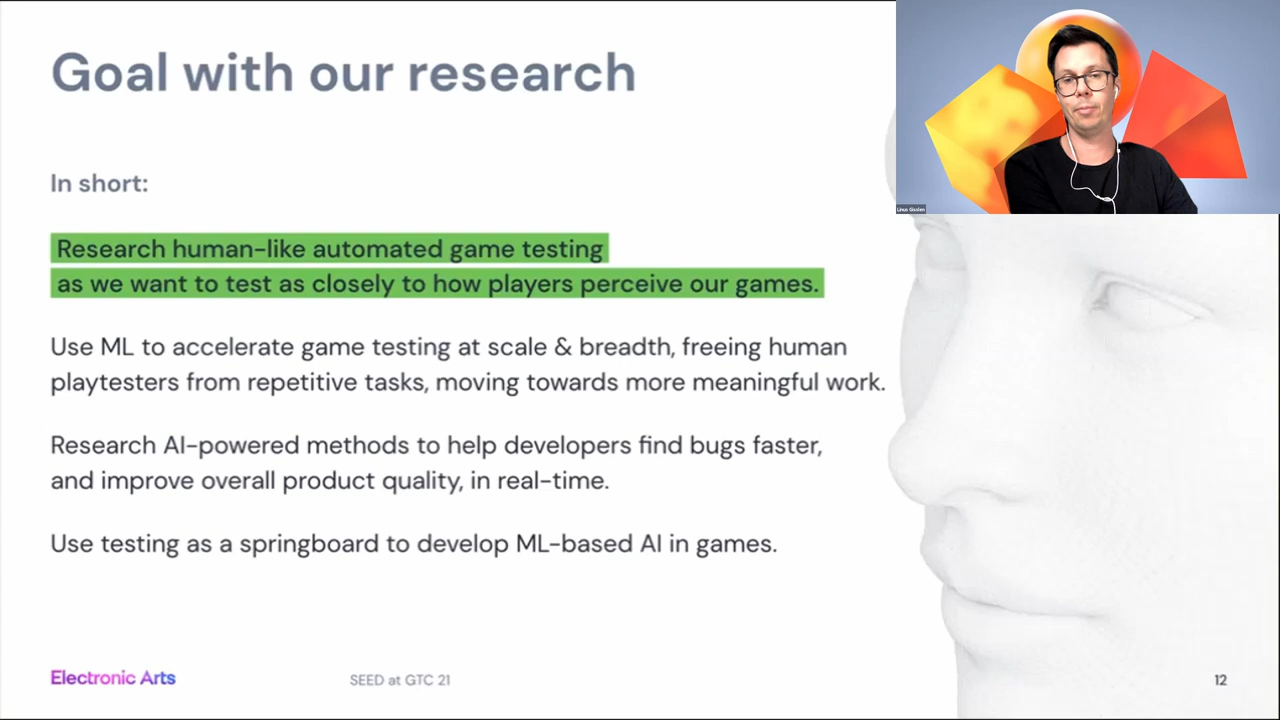 Goal with our research
In short:
Research human-like automated game testing
as we want to test as closely to how players perceive our games.
Use ML to accelerate game testing at scale & breadth, freeing human
playtesters from repetitive tasks, moving towards more meaningful work.
Research AI-powered methods to help developers find bugs faster,
and improve overall product quality, in real-time.
Use testing as a springboard to develop ML-based AI in games.
Electronic Arts
SEED at GTC 21
12
Linus Gisslén